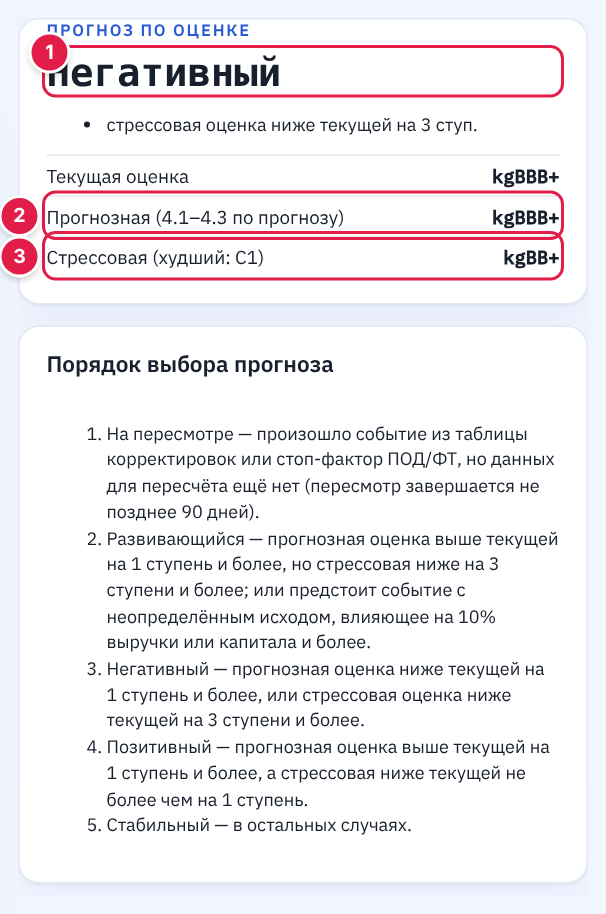 ПРОГНОЗ ПО ОЦЕНКЕ
1
негативный
• стрессовая оценка ниже текущей на 3 ступ.
Текущая оценка kgBBB+
2 Прогнозная (4.1–4.3 по прогнозу) kgBBB+
3 Стрессовая (худший: C1) kgBB+
Порядок выбора прогноза
1. На пересмотре — произошло событие из таблицы
корректировок или стоп-фактор ПОД/ФТ, но данных
для пересчёта ещё нет (пересмотр завершается не
позднее 90 дней).
2. Развивающийся — прогнозная оценка выше текущей
на 1 ступень и более, но стрессовая ниже на 3
ступени и более; или предстоит событие с
неопределённым исходом, влияющее на 10%
выручки или капитала и более.
3. Негативный — прогнозная оценка ниже текущей на
1 ступень и более, или стрессовая оценка ниже
текущей на 3 ступени и более.
4. Позитивный — прогнозная оценка выше текущей на
1 ступень и более, а стрессовая ниже текущей не
более чем на 1 ступень.
5. Стабильный — в остальных случаях.